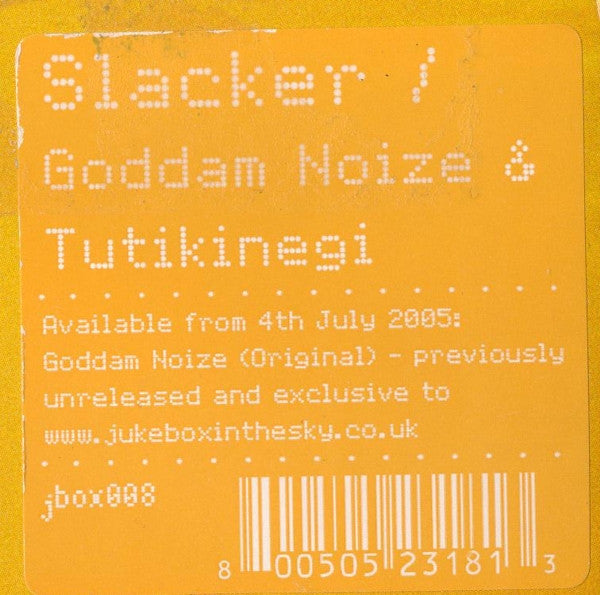 Slacker /
Goddam Noize &
Tutikinegi
Available from 4th July 2005:
Goddam Noize (Original) - previously
unreleased and exclusive to
www.jukeboxinthesky.co.uk
jbox008
8 00505 23181 3